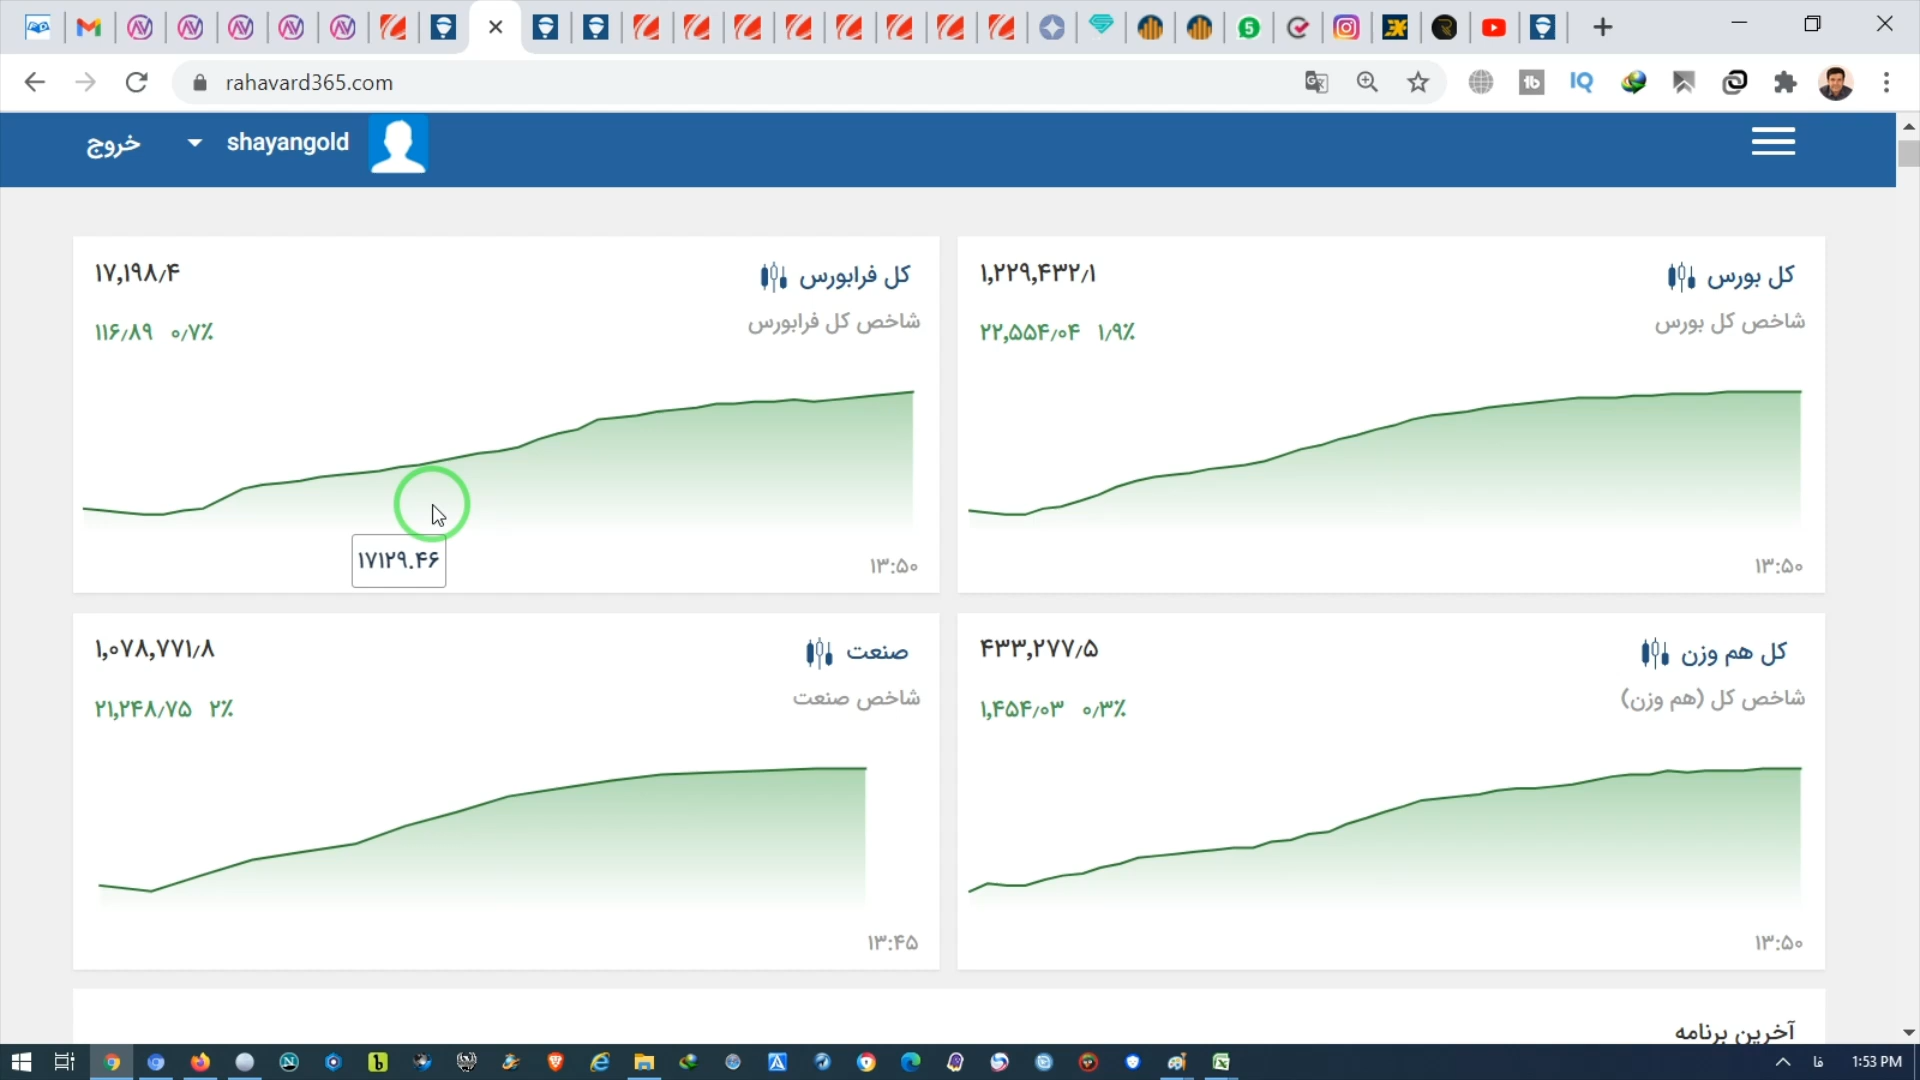 rahavard365.com
خروج
shayangold
کل بورس
۱,۲۲۹,۴۳۲/۱
شاخص کل بورس
۲۲,۵۵۴/۰۴ ۱/۹٪
۱۳:۵۰
کل فرابورس
۱۷,۱۹۸/۴
شاخص کل فرابورس
۱۱۶/۸۹ ۰/۷٪
۱۷۱۲۹.۴۶
۱۳:۵۰
کل هم وزن
۴۳۳,۲۷۷/۵
شاخص کل (هم وزن)
۱,۴۵۴/۰۳ ۰/۳٪
۱۳:۵۰
صنعت
۱,۰۷۸,۷۷۱/۸
شاخص صنعت
۲۱,۲۴۸/۷۵ ۲٪
۱۳:۴۵
آخرین برنامه
فا
1:53 PM